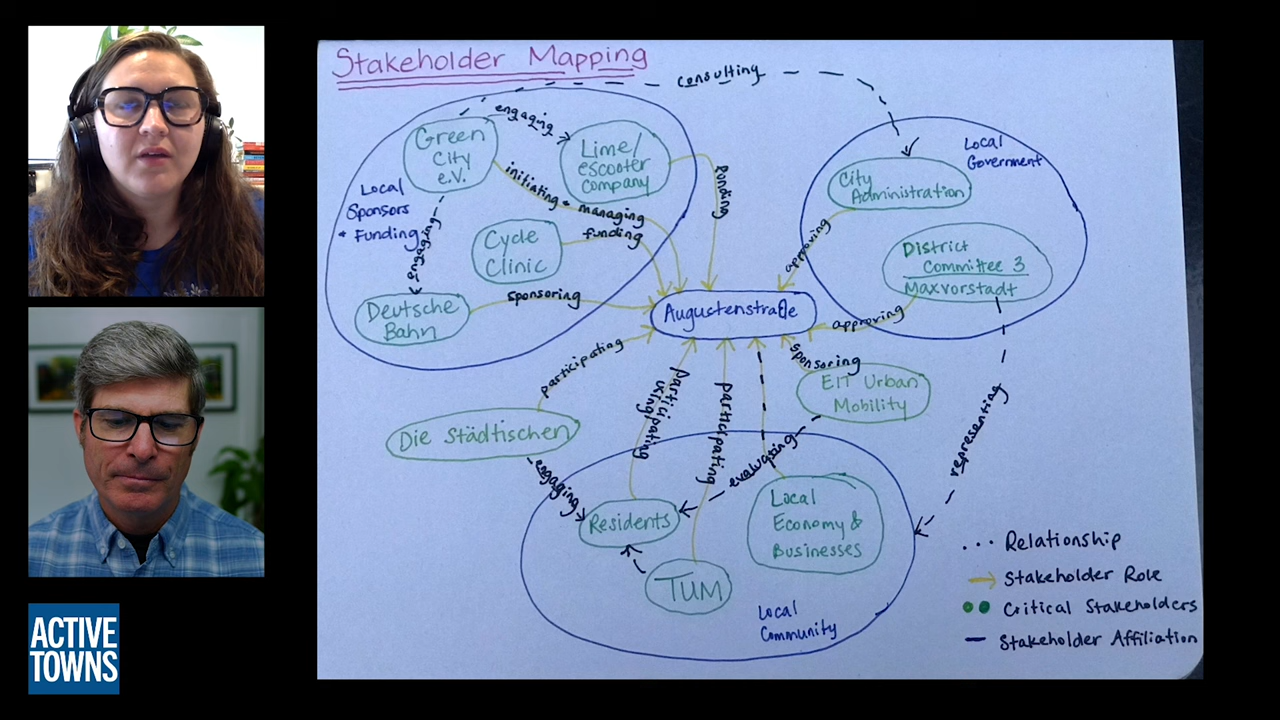 Stakeholder Mapping
consulting
engaging
Green
City
e.V.
Lime/
escooter
company
Local
Sponsors
& Funding
initiating & managing
funding
funding
engaging
Cycle
Clinic
Deutsche
Bahn
sponsoring
Augustenstraße
Local
Government
City
Administration
District
Committee 3
Maxvorstadt
approving
approving
representing
sponsoring
EIT Urban
Mobility
participating
Die Städtischen
engaging
participating
using
participating
evaluating
Residents
TUM
Local
Economy &
Businesses
Local
Community
... Relationship
Stakeholder Role
Critical Stakeholders
Stakeholder Affiliation
ACTIVE
TOWNS